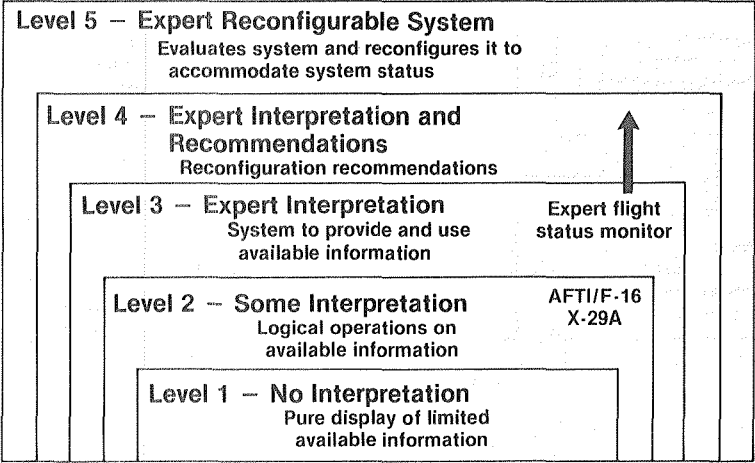 Level 5 — Expert Reconfigurable System
Evaluates system and reconfigures it to
accommodate system status
Level 4 — Expert Interpretation and
Recommendations
Reconfiguration recommendations
Level 3 — Expert Interpretation
System to provide and use
available information
Expert flight
status monitor
Level 2 — Some Interpretation
Logical operations on
available information
AFTI/F-16
X-29A
Level 1 — No Interpretation
Pure display of limited
available information